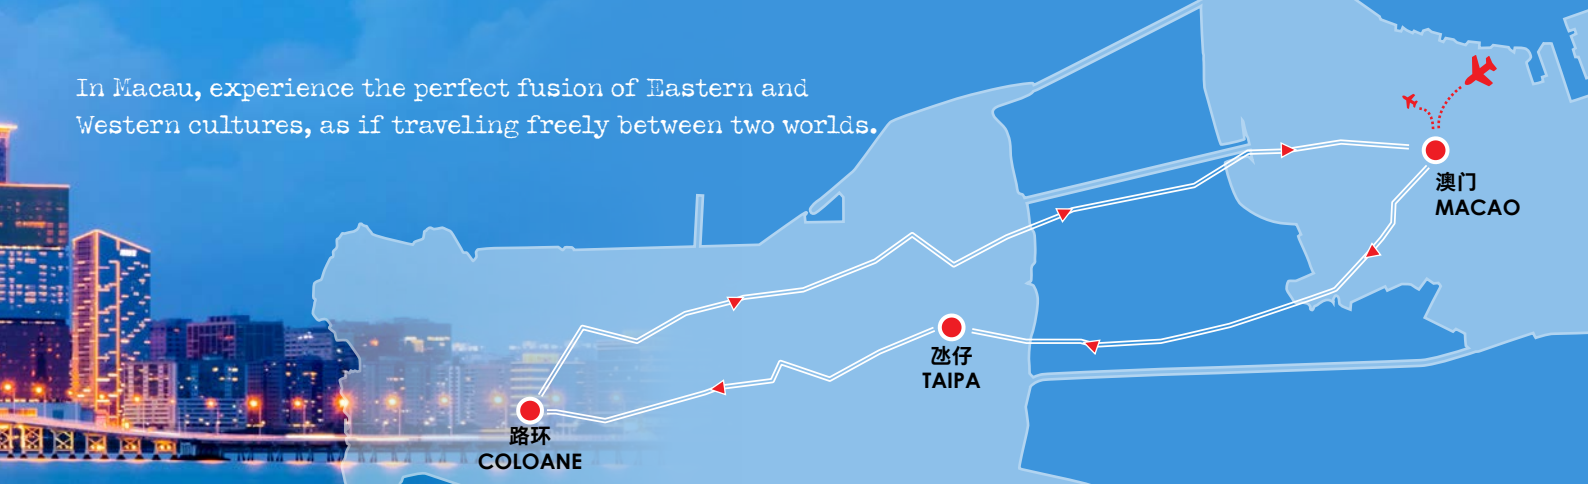 In Macau, experience the perfect fusion of Eastern and
Western cultures, as if traveling freely between two worlds.
澳门
MACAO
氹仔
TAIPA
路环
COLOANE